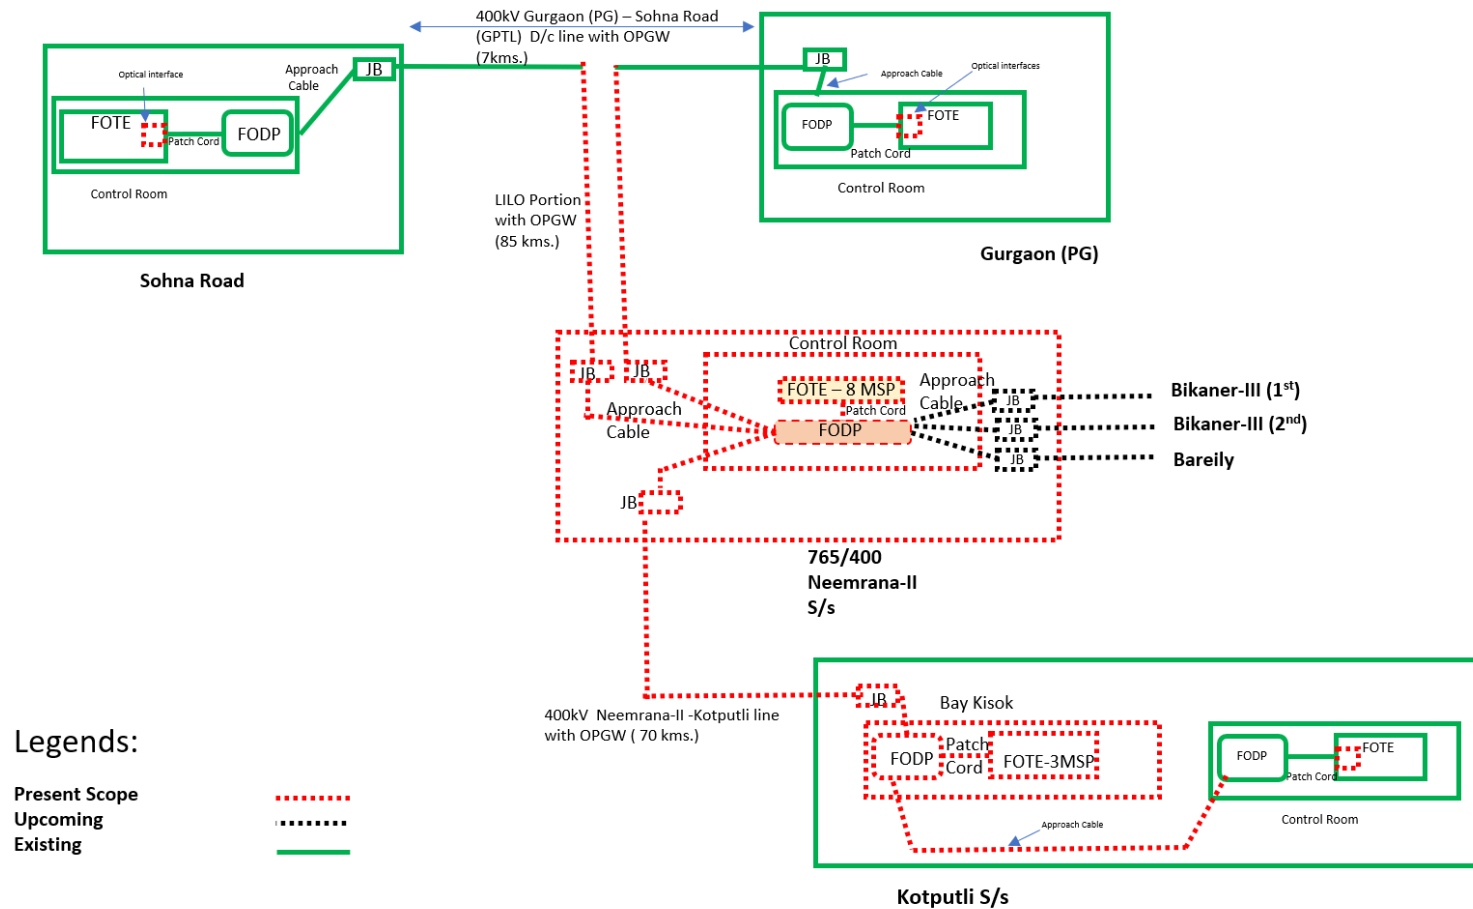 400kV Gurgaon (PG) – Sohna Road
(GPTL) D/c line with OPGW
(7kms.)
Optical interface
Approach
Cable
JB
FOTE
Patch Cord
FODP
Control Room
Sohna Road
JB
Approach Cable
Optical interfaces
FODP
FOTE
Patch Cord
Control Room
Gurgaon (PG)
LILO Portion
with OPGW
(85 kms.)
Control Room
JB
JB
FOTE – 8 MSP
Patch Cord
FODP
Approach
Cable
Approach
Cable
JB
JB
JB
JB
Bikaner-III (1st)
Bikaner-III (2nd)
Bareily
765/400
Neemrana-II
S/s
400kV Neemrana-II -Kotputli line
with OPGW ( 70 kms.)
JB
Bay Kisok
FODP
Patch
Cord
FOTE-3MSP
FODP
FOTE
Patch Cord
Control Room
Approach Cable
Kotputli S/s
Legends:
Present Scope
Upcoming
Existing